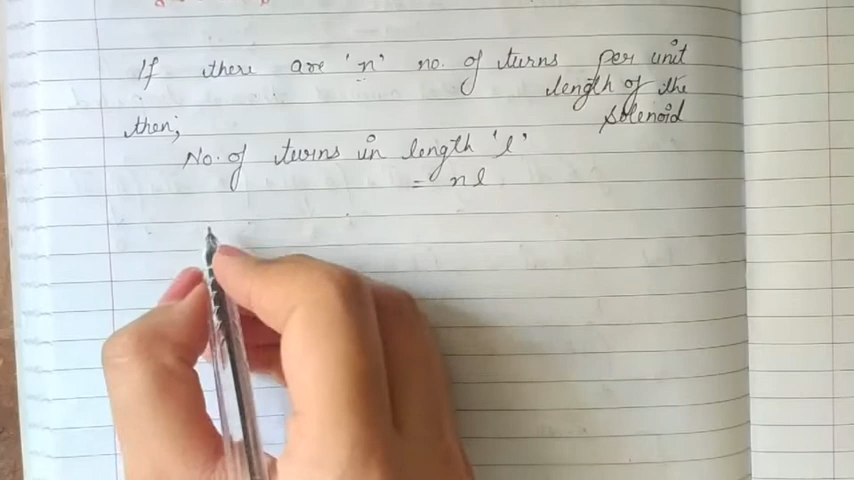 If there are 'n' no. of turns per unit
length of the
then; solenoid
No. of turns in length 'l'
= nl